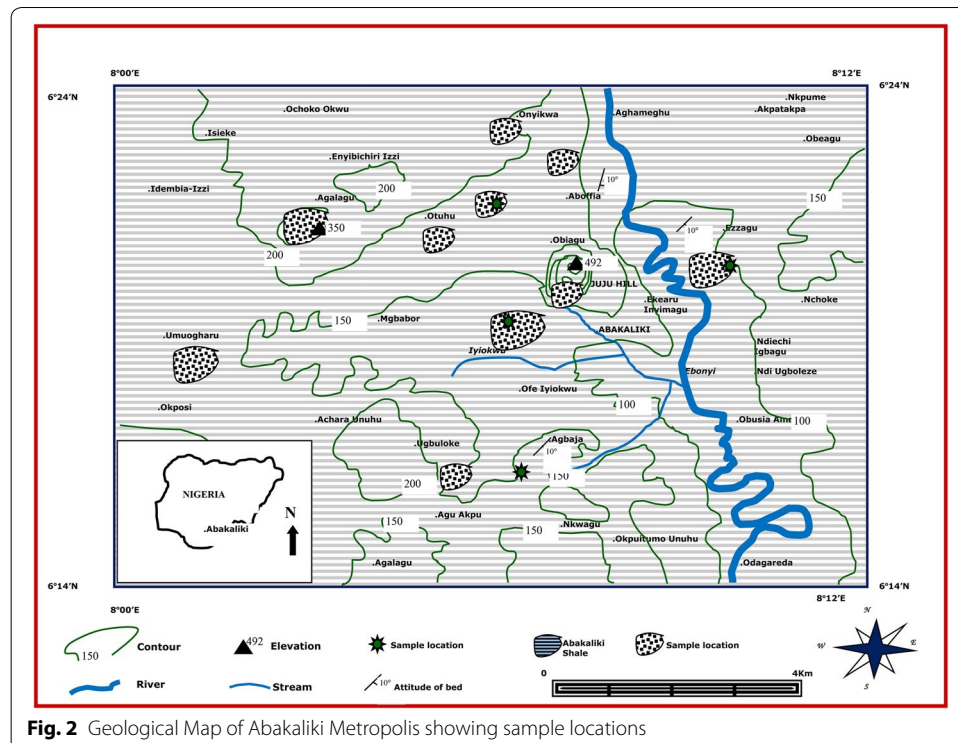 8°00’E 8°12’E
6°24’N 6°24’N
.Nkpume
.Ochoko Okwu .Onyikwa .Aghameghu .Akpatakpa
.Isieke .Obeagu
.Enyibichiri Izzi
.Idembia-Izzi 200 10°
.Agalagu .Aboffia 150
.Otuhu
350 10° .Ezzagu
200 .Obiagu
492
JUJU HILL
.Ekearu .Nchoke
Invimagu
150 .Mgbabor
.Umuogharu ABAKALIKI
.Ndiechi
Igbagu
Iyiokwu
Ebonyi .Ndi Ugboleze
.Ofe Iyiokwu
.Okposi 100
.Achara Unuhu .Obusia Ama 100
.Ugbuloke .Agbaja
10°
200 150
NIGERIA
N .Agu Akpu
150 .Nkwagu
.Abakaliki 150
.Okpuitumo Unuhu
.Agalagu .Odagareda
6°14’N 6°14’N
8°00’E 8°12’E
150 Contour 492 Elevation Sample location Abakaliki Shale Sample location
River Stream 10° Attitude of bed 0 4Km
N
W E
S
Fig. 2 Geological Map of Abakaliki Metropolis showing sample locations